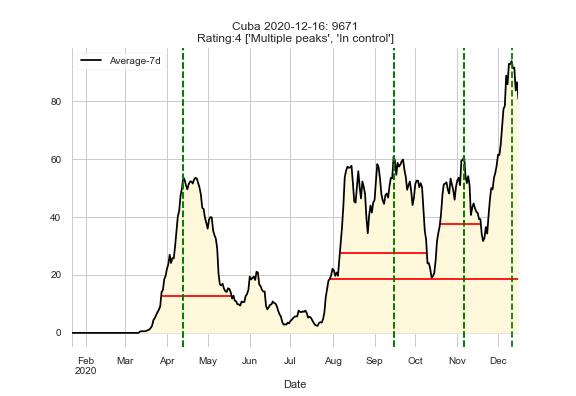 Cuba 2020-12-16: 9671
Rating:4 ['Multiple peaks', 'In control']
Average-7d
80
60
40
20
0
Feb Mar Apr May Jun Jul Aug Sep Oct Nov Dec
2020
Date